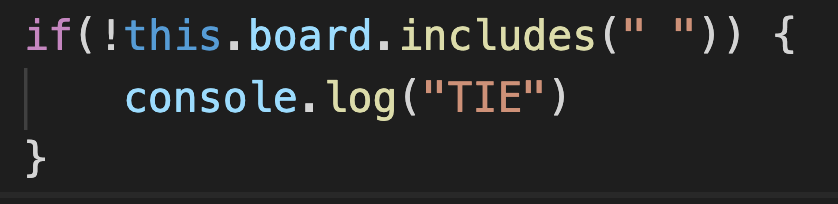 if(!this.board.includes(" ")) {
    console.log("TIE")
}